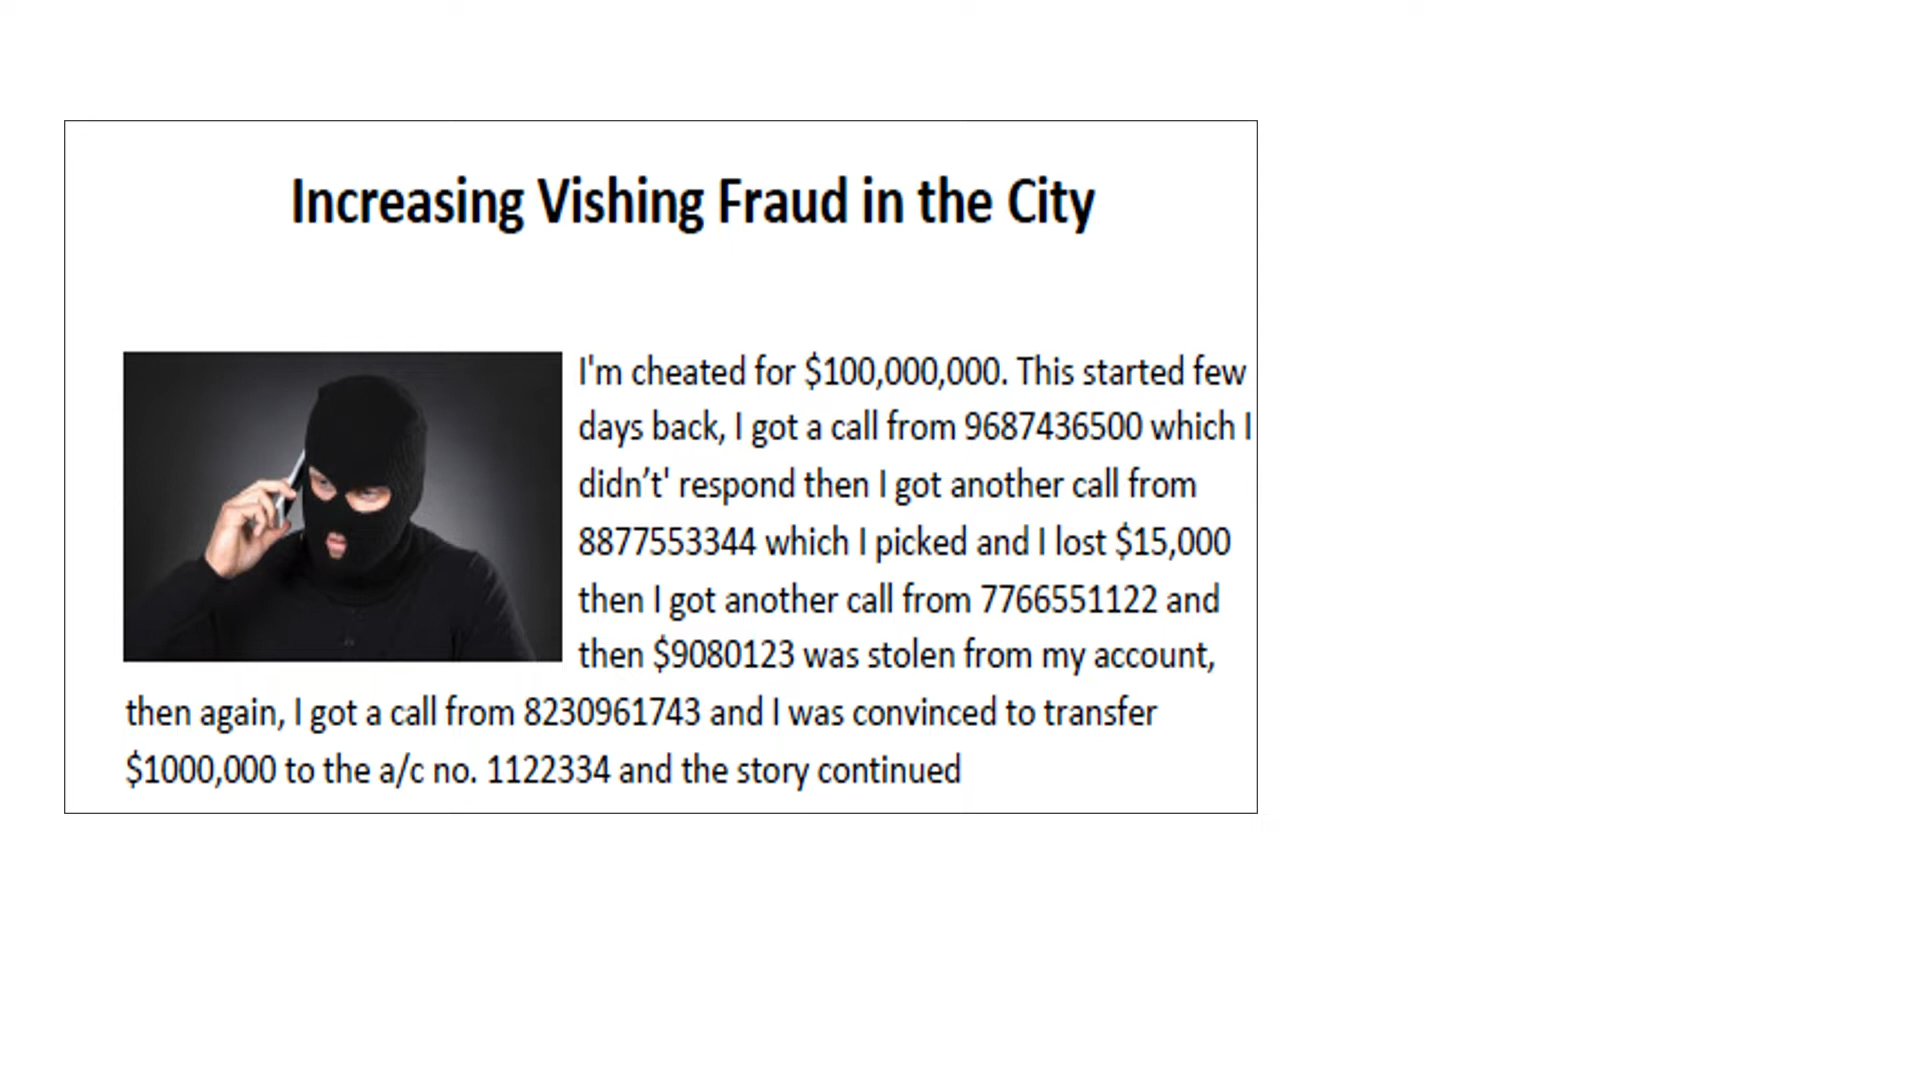 Increasing Vishing Fraud in the City
I'm cheated for $100,000,000. This started few
days back, I got a call from 9687436500 which I
didn’t' respond then I got another call from
8877553344 which I picked and I lost $15,000
then I got another call from 7766551122 and
then $9080123 was stolen from my account,
then again, I got a call from 8230961743 and I was convinced to transfer
$1000,000 to the a/c no. 1122334 and the story continued